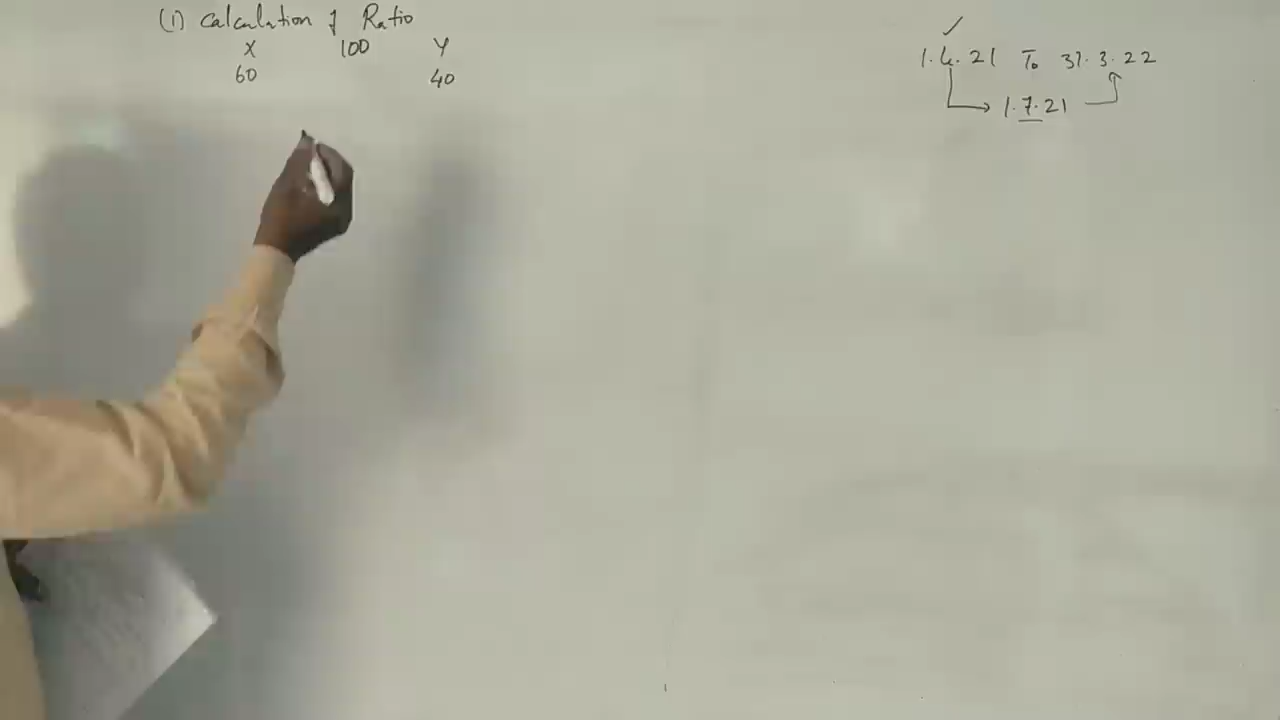 (1) Calculation of Ratio
X 100 Y
60 40
1.4.21 To 31.3.22
1.7.21